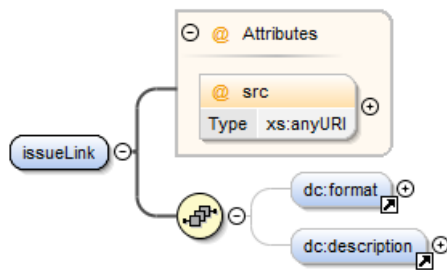 @ Attributes
@ src
Type xs:anyURI
issueLink
dc:format
dc:description